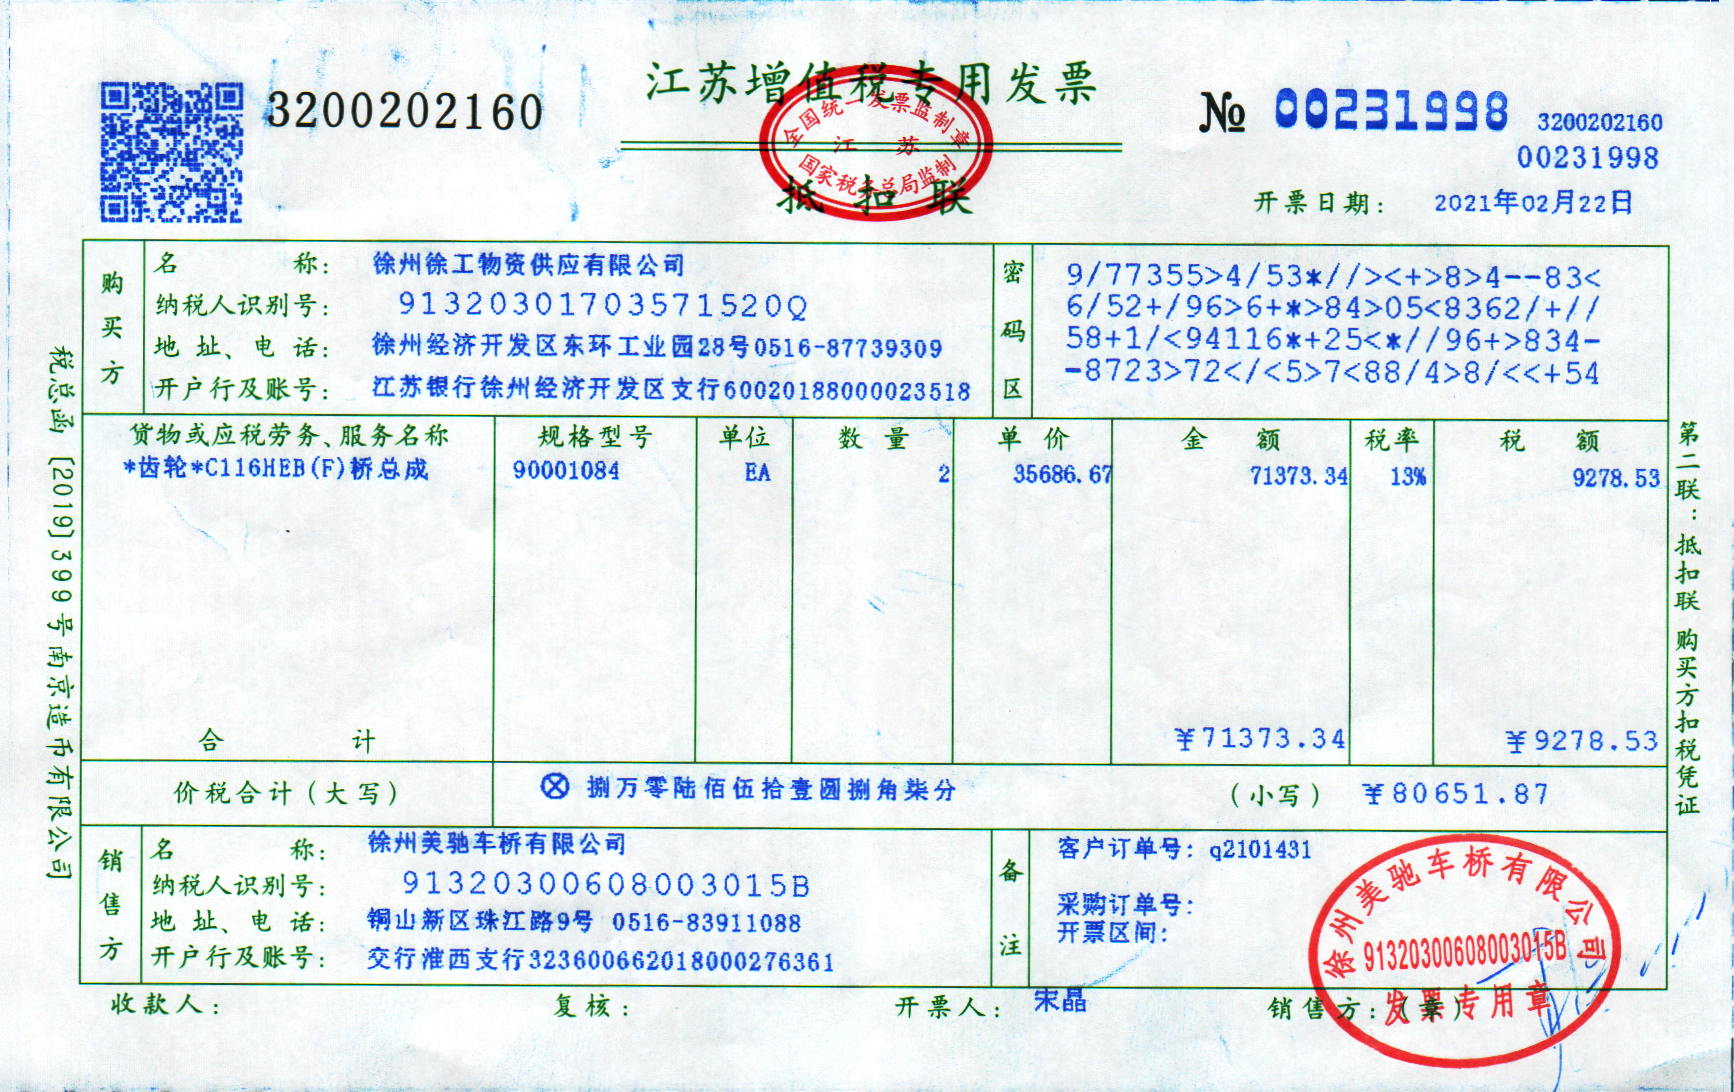 3200202160
江苏增值税专用发票
全国统一发票监制章
江 苏
国家税务总局监制
抵扣联
№ 00231998
3200202160
00231998
开票日期: 2021年02月22日
购买方
名 称: 徐州徐工物资供应有限公司
纳税人识别号: 91320301703571520Q
地 址、电 话: 徐州经济开发区东环工业园28号0516-87739309
开户行及账号: 江苏银行徐州经济开发区支行60020188000023518
密码区
9/77355>4/53*//><+>8>4--83<
6/52+/96>6+*>84>05<8362/+//
58+1/<94116*+25<*//96+>834-
-8723>72</<5>7<88/4>8/<<+54
货物或应税劳务、服务名称 规格型号 单位 数 量 单 价 金 额 税率 税 额
*齿轮*C116HEB(F)桥总成 90001084 EA 2 35686.67 71373.34 13% 9278.53
合 计 ¥71373.34 ¥9278.53
价税合计(大写) ⊗捌万零陆佰伍拾壹圆捌角柒分 (小写) ¥80651.87
销售方
名 称: 徐州美驰车桥有限公司
纳税人识别号: 91320300608003015B
地 址、电 话: 铜山新区珠江路9号 0516-83911088
开户行及账号: 交行淮西支行323600662018000276361
备注
客户订单号: q2101431
采购订单号:
开票区间:
收款人: 复核: 开票人: 宋晶 销售方:(章)
徐州美驰车桥有限公司
91320300608003015B
发票专用章
税总函〔2019〕399号南京造币有限公司
第二联:抵扣联 购买方扣税凭证